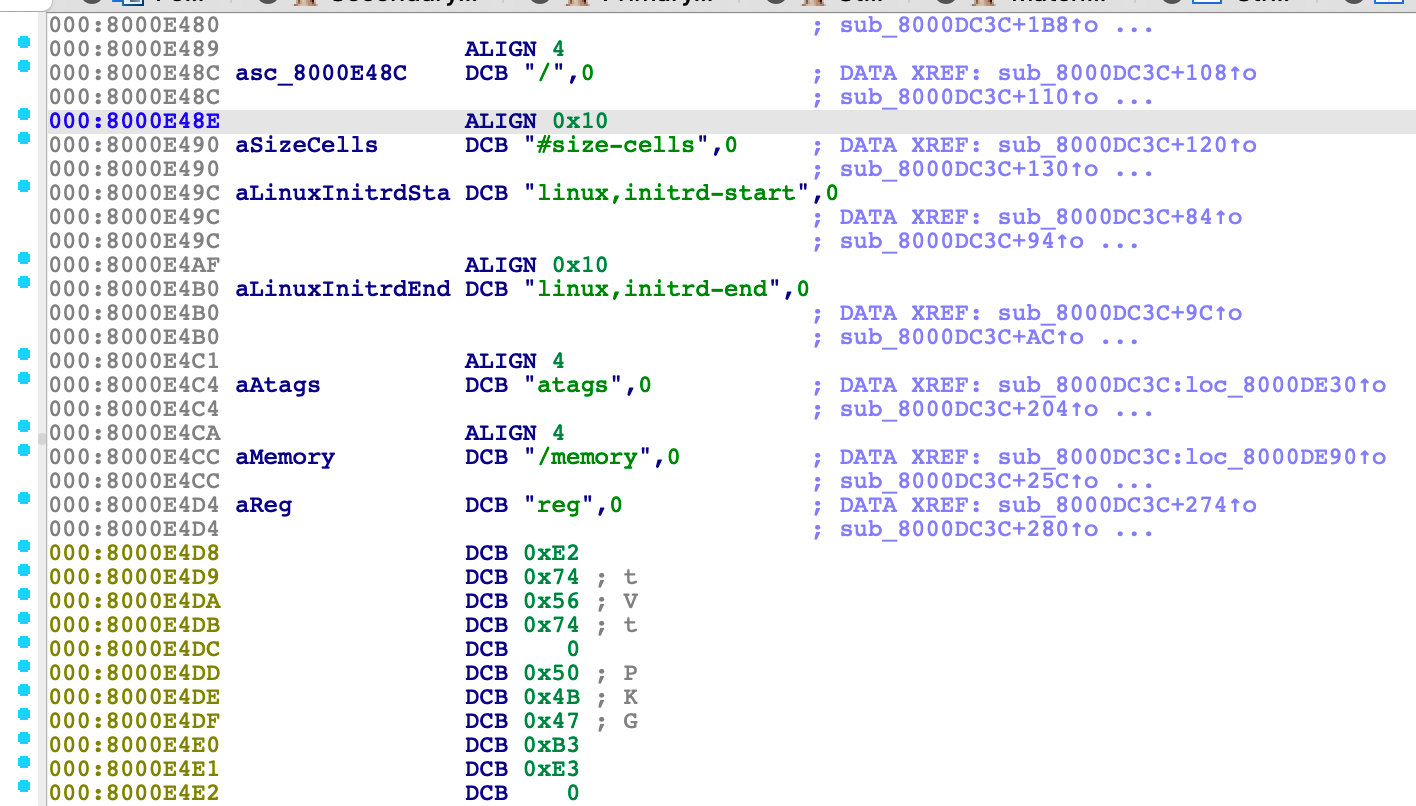 000:8000E480 ; sub_8000DC3C+1B8↑o ...
000:8000E489 ALIGN 4
000:8000E48C asc_8000E48C DCB "/",0 ; DATA XREF: sub_8000DC3C+108↑o
000:8000E48C ; sub_8000DC3C+110↑o ...
000:8000E48E ALIGN 0x10
000:8000E490 aSizeCells DCB "#size-cells",0 ; DATA XREF: sub_8000DC3C+120↑o
000:8000E490 ; sub_8000DC3C+130↑o ...
000:8000E49C aLinuxInitrdSta DCB "linux,initrd-start",0
000:8000E49C ; DATA XREF: sub_8000DC3C+84↑o
000:8000E49C ; sub_8000DC3C+94↑o ...
000:8000E4AF ALIGN 0x10
000:8000E4B0 aLinuxInitrdEnd DCB "linux,initrd-end",0
000:8000E4B0 ; DATA XREF: sub_8000DC3C+9C↑o
000:8000E4B0 ; sub_8000DC3C+AC↑o ...
000:8000E4C1 ALIGN 4
000:8000E4C4 aAtags DCB "atags",0 ; DATA XREF: sub_8000DC3C:loc_8000DE30↑o
000:8000E4C4 ; sub_8000DC3C+204↑o ...
000:8000E4CA ALIGN 4
000:8000E4CC aMemory DCB "/memory",0 ; DATA XREF: sub_8000DC3C:loc_8000DE90↑o
000:8000E4CC ; sub_8000DC3C+25C↑o ...
000:8000E4D4 aReg DCB "reg",0 ; DATA XREF: sub_8000DC3C+274↑o
000:8000E4D4 ; sub_8000DC3C+280↑o ...
000:8000E4D8 DCB 0xE2
000:8000E4D9 DCB 0x74 ; t
000:8000E4DA DCB 0x56 ; V
000:8000E4DB DCB 0x74 ; t
000:8000E4DC DCB 0
000:8000E4DD DCB 0x50 ; P
000:8000E4DE DCB 0x4B ; K
000:8000E4DF DCB 0x47 ; G
000:8000E4E0 DCB 0xB3
000:8000E4E1 DCB 0xE3
000:8000E4E2 DCB 0